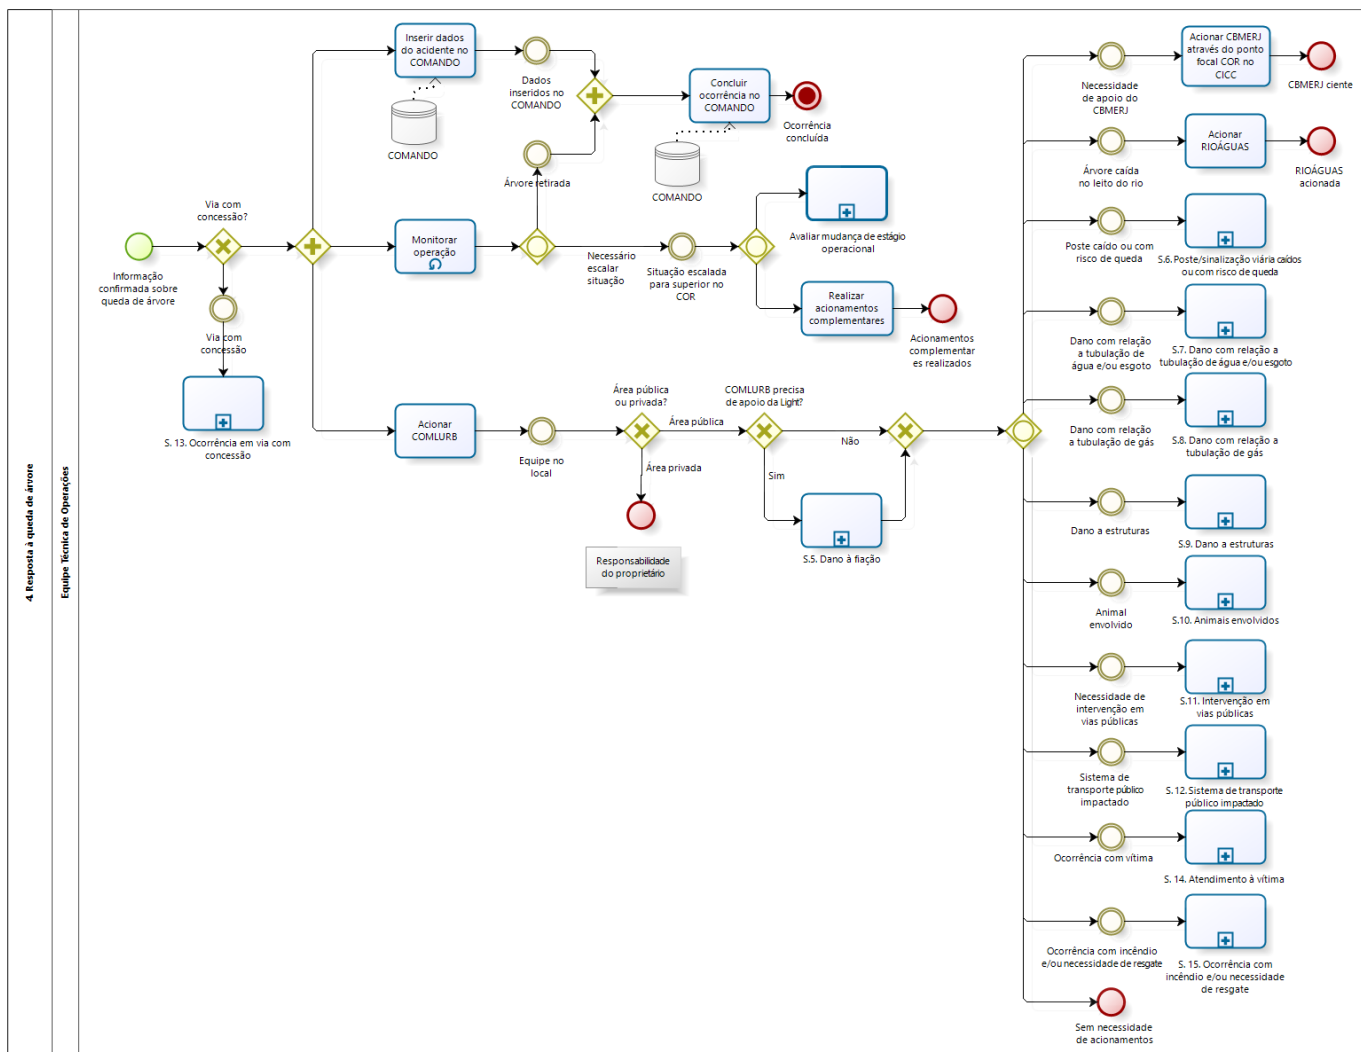 4. Resposta à queda de árvore
Equipe Técnica de Operações
Informação
confirmada sobre
queda de árvore
Via com
concessão?
Via com
concessão
S. 13. Ocorrência em via com
concessão
Inserir dados
do acidente no
COMANDO
COMANDO
Dados
inseridos no
COMANDO
Árvore retirada
Concluir
ocorrência no
COMANDO
COMANDO
Ocorrência
concluída
Monitorar
operação
Necessário
escalar
situação
Situação escalada
para superior no
COR
Avaliar mudança de estágio
operacional
Realizar
acionamentos
complementares
Acionamentos
complementar
es realizados
Acionar
COMLURB
Equipe no
local
Área pública
ou privada?
Área pública
Área privada
Responsabilidade
do proprietário
COMLURB precisa
de apoio da Light?
Não
Sim
S.5. Dano à fiação
Necessidade
de apoio do
CBMERJ
Acionar CBMERJ
através do ponto
focal COR no
CICC
CBMERJ ciente
Árvore caída
no leito do rio
Acionar
RIOÁGUAS
RIOÁGUAS
acionada
Poste caído ou com
risco de queda
S.6. Poste/sinalização viária caídos
ou com risco de queda
Dano com relação
a tubulação de
água e/ou esgoto
S.7. Dano com relação a
tubulação de água e/ou esgoto
Dano com relação
a tubulação de gás
S.8. Dano com relação a
tubulação de gás
Dano a estruturas
S.9. Dano a estruturas
Animal
envolvido
S.10. Animais envolvidos
Necessidade de
intervenção em
vias públicas
S.11. Intervenção em
vias públicas
Sistema de
transporte público
impactado
S. 12. Sistema de transporte
público impactado
Ocorrência com vítima
S. 14. Atendimento à vítima
Ocorrência com incêndio
e/ou necessidade de resgate
S. 15. Ocorrência com
incêndio e/ou necessidade
de resgate
Sem necessidade
de acionamentos